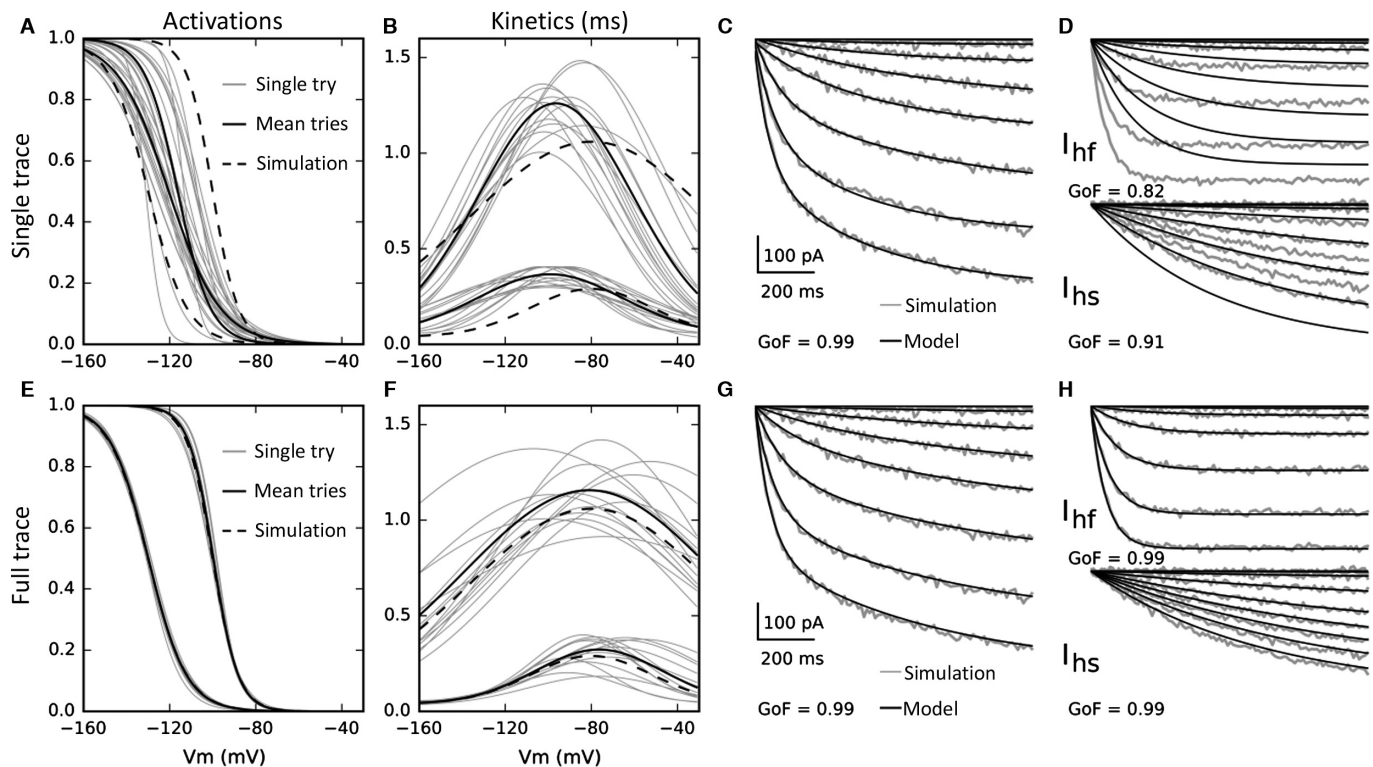 A Activations B Kinetics (ms) C D
Single trace
1.0
0.8
0.6
0.4
0.2
0.0
−160 −120 −80 −40
Single try
Mean tries
Simulation
1.5
1.0
0.5
0.0
−160 −120 −80 −40
100 pA
200 ms
Simulation
GoF = 0.99 Model
Ihf
GoF = 0.82
Ihs
GoF = 0.91
E F G H
Full trace
1.0
0.8
0.6
0.4
0.2
0.0
−160 −120 −80 −40
Vm (mV)
Single try
Mean tries
Simulation
1.5
1.0
0.5
0.0
−160 −120 −80 −40
Vm (mV)
100 pA
200 ms
Simulation
GoF = 0.99 Model
Ihf
GoF = 0.99
Ihs
GoF = 0.99